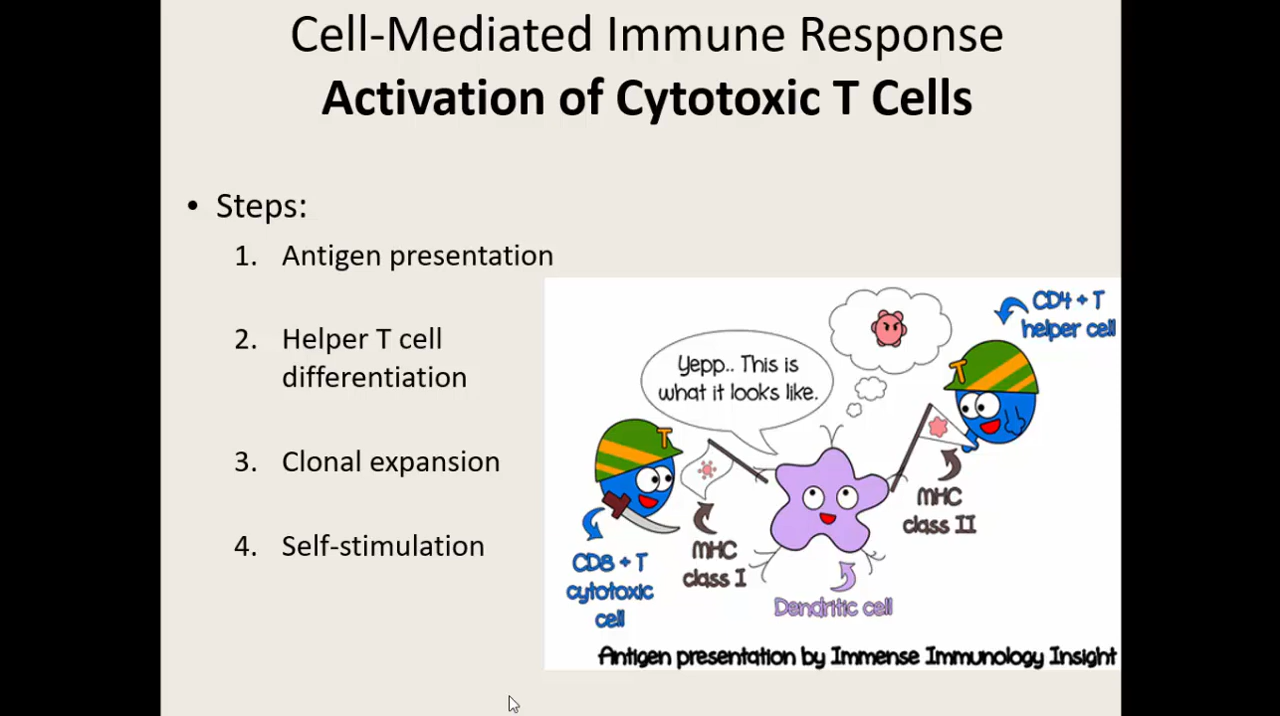 Cell-Mediated Immune Response
Activation of Cytotoxic T Cells
• Steps:
1. Antigen presentation
2. Helper T cell
differentiation
3. Clonal expansion
4. Self-stimulation
CD4 + T
helper cell
Yepp.. This is
what it looks like.
T
T
MHC
class II
MHC
class I
CD8 + T
cytotoxic
cell
Dendritic cell
Antigen presentation by Immense Immunology Insight